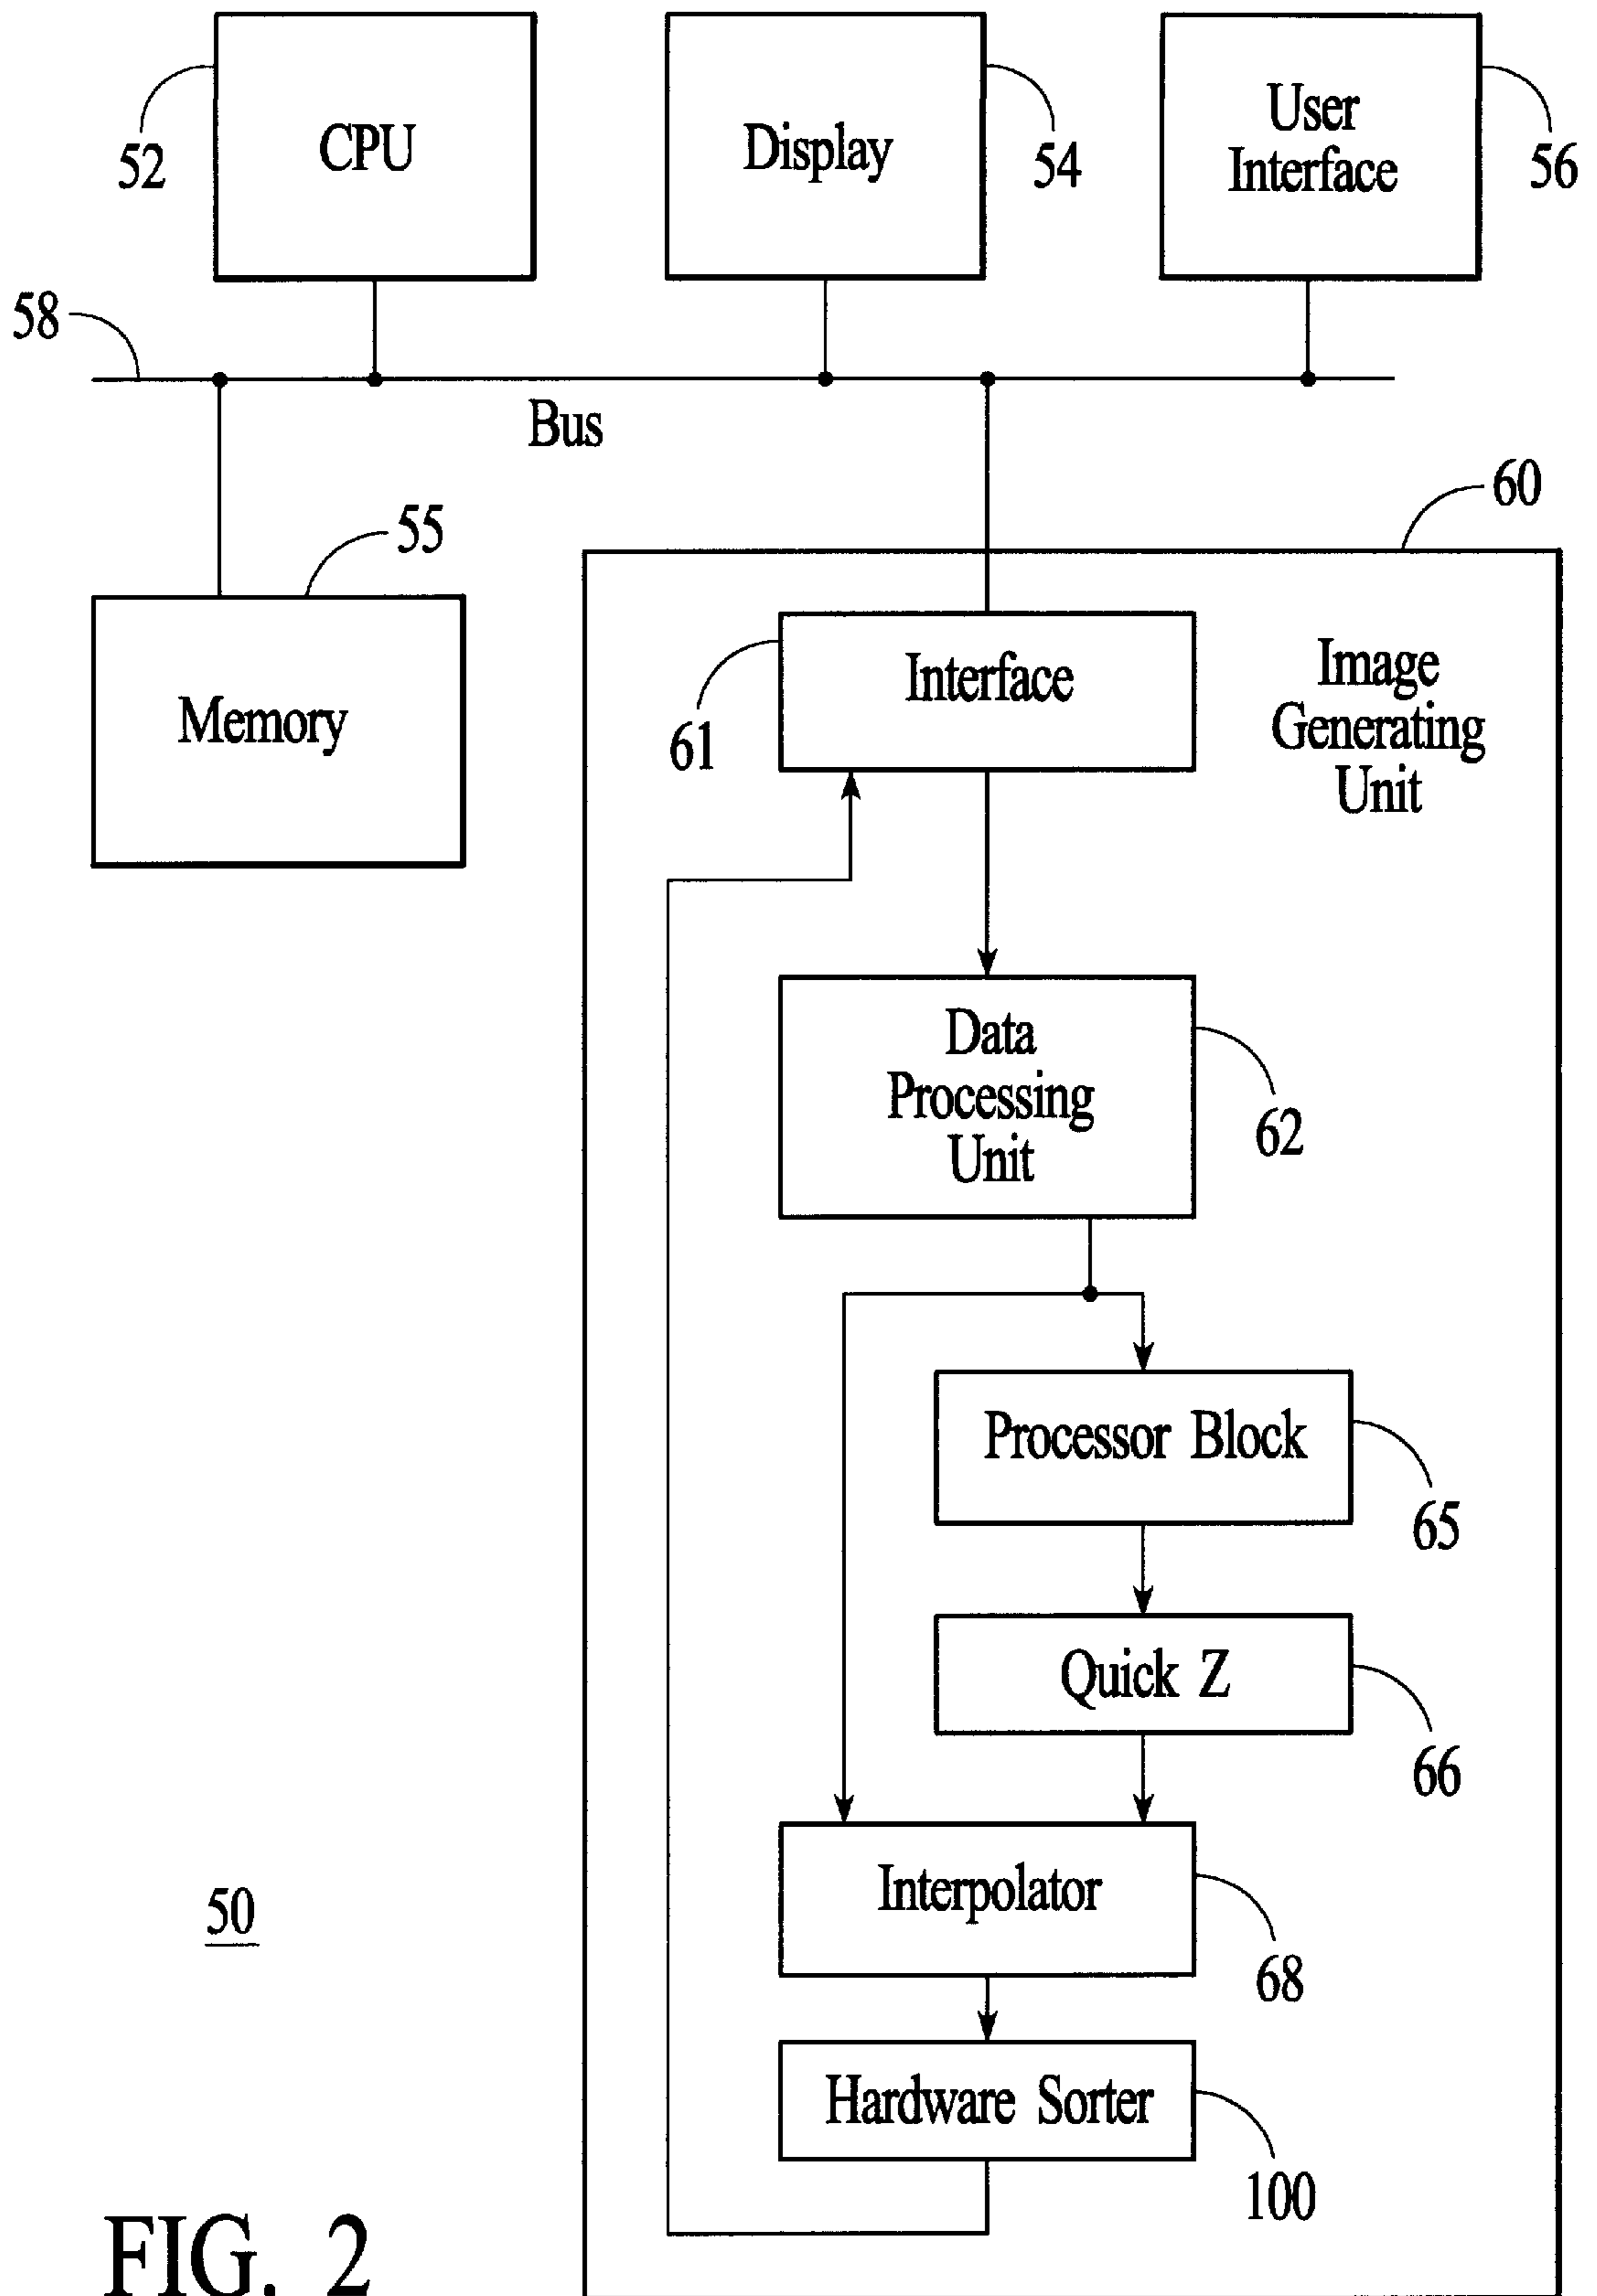 CPU
52
Display
54
User
Interface
56
58
Bus
55
Memory
60
Interface
61
Image
Generating
Unit
Data
Processing
Unit
62
Processor Block
65
Quick Z
66
Interpolator
68
50
Hardware Sorter
100
FIG. 2